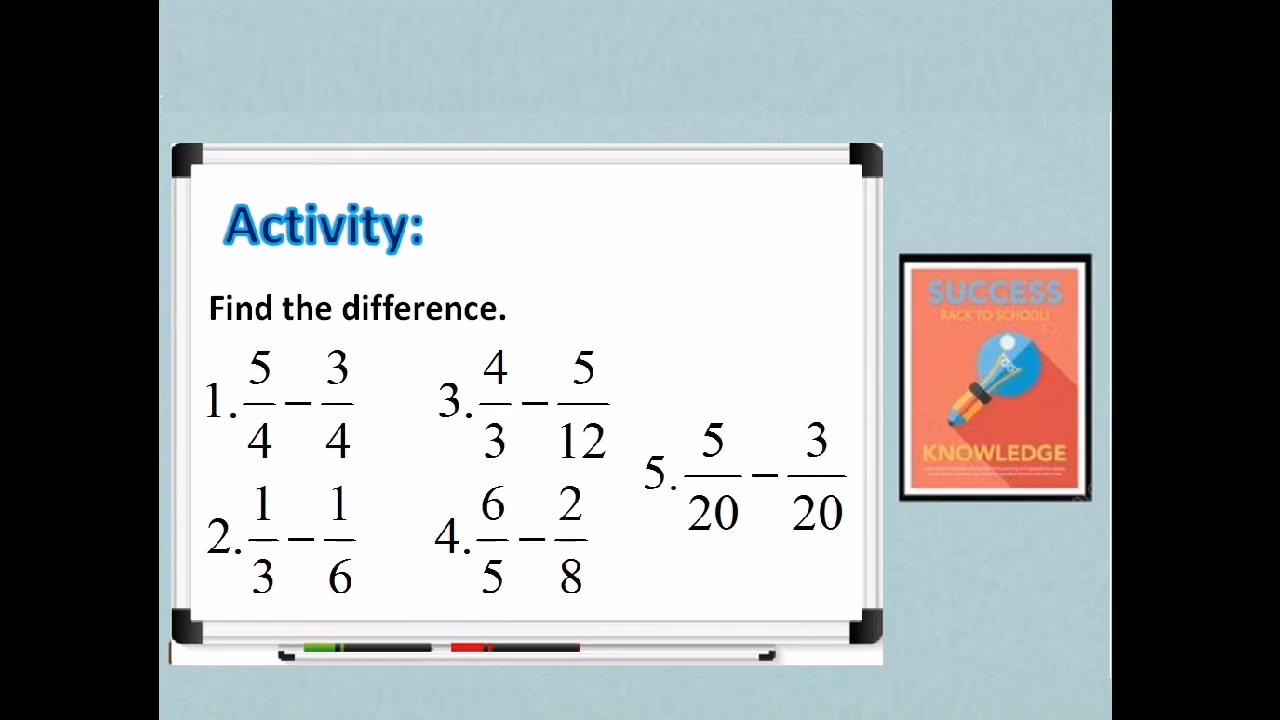 Activity:
Find the difference.
1. 5/4 − 3/4
2. 1/3 − 1/6
3. 4/3 − 5/12
4. 6/5 − 2/8
5. 5/20 − 3/20
SUCCESS
BACK TO SCHOOL!
KNOWLEDGE